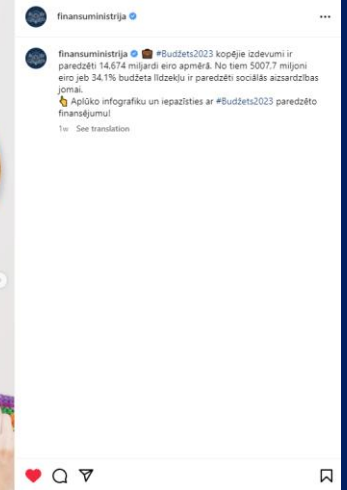 finansuministrija
finansuministrija #Budžets2023 kopējie izdevumi ir
paredzēti 14,674 miljardi eiro apmērā. No tiem 5007.7 miljoni
eiro jeb 34.1% budžeta līdzekļu ir paredzēti sociālās aizsardzības
jomai.
👆 Aplūko infografiku un iepazīsties ar #Budžets2023 paredzēto
finansējumu!
1w See translation